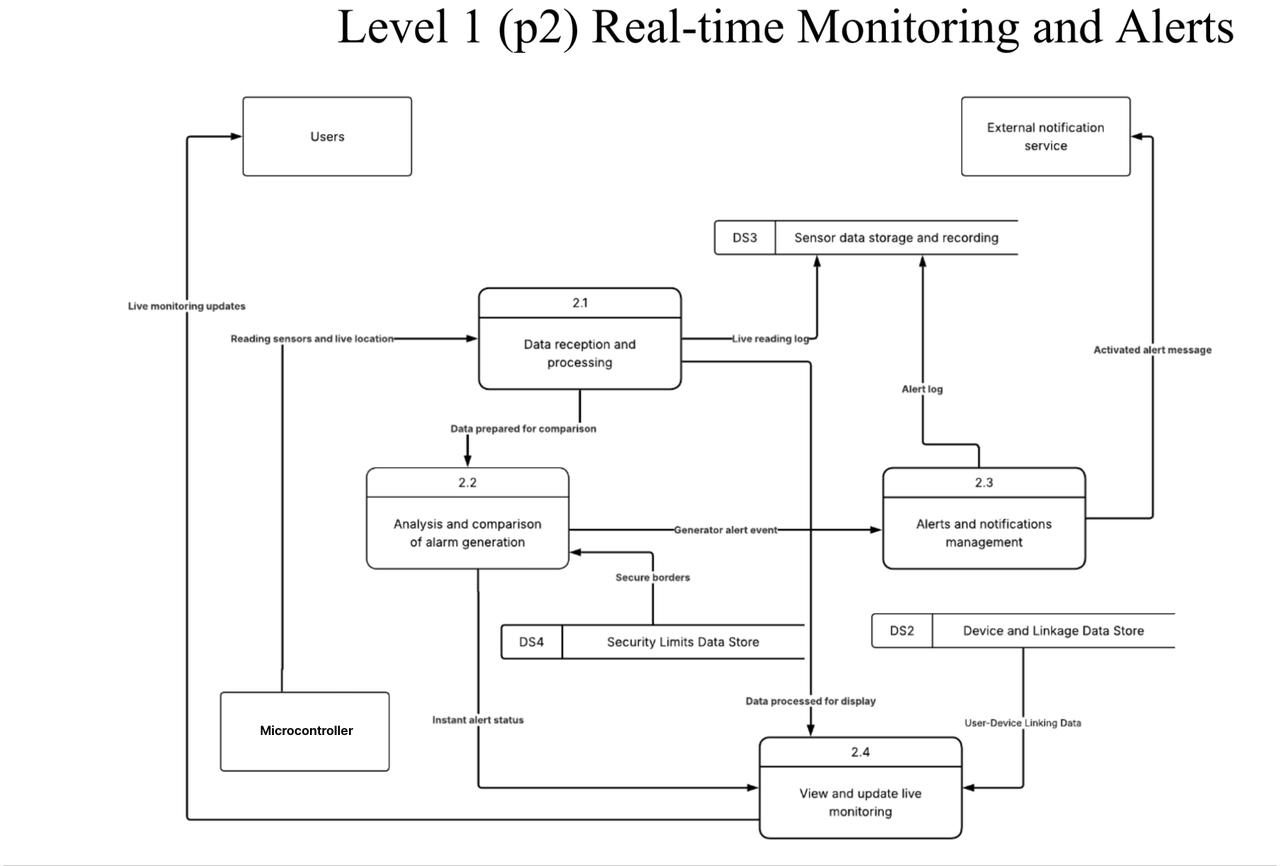 Level 1 (p2) Real-time Monitoring and Alerts
Users
External notification
service
DS3
Sensor data storage and recording
Live monitoring updates
2.1
Data reception and
processing
Reading sensors and live location
Live reading log
Activated alert message
Alert log
Data prepared for comparison
2.2
Analysis and comparison
of alarm generation
2.3
Alerts and notifications
management
Generator alert event
Secure borders
DS4
Security Limits Data Store
DS2
Device and Linkage Data Store
Microcontroller
Instant alert status
Data processed for display
User-Device Linking Data
2.4
View and update live
monitoring